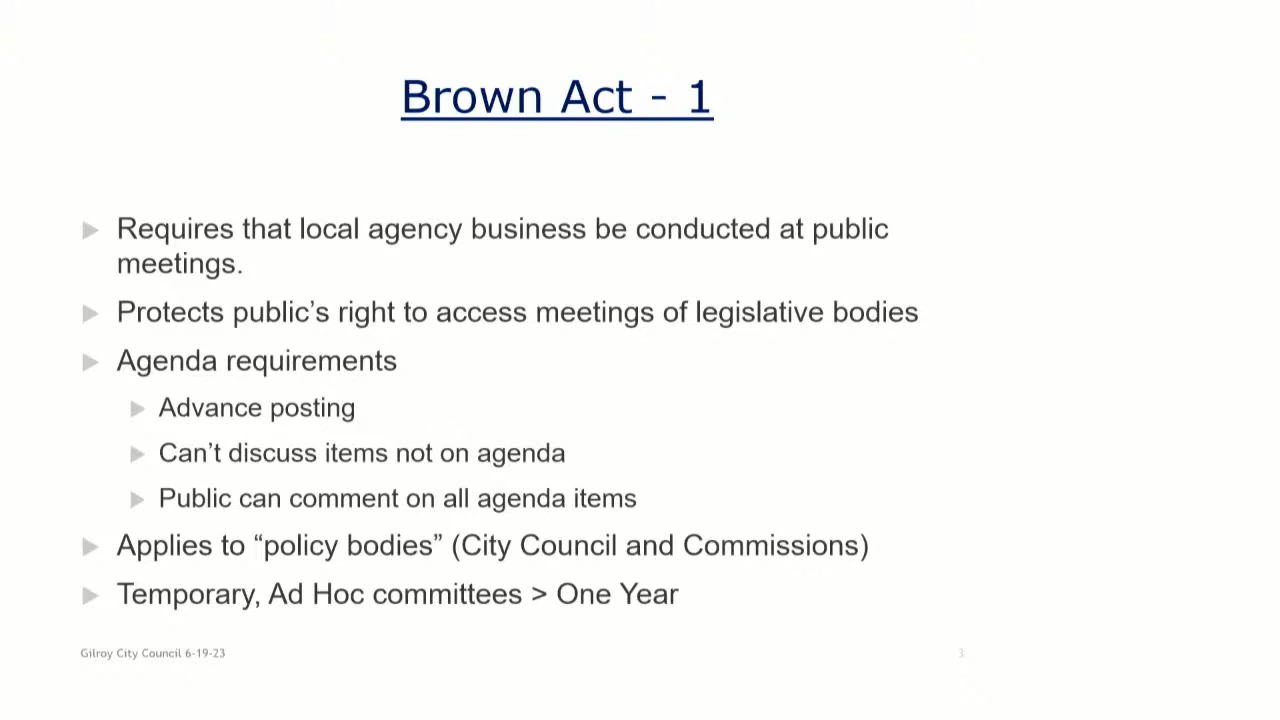 Brown Act - 1
Requires that local agency business be conducted at public
meetings.
Protects public’s right to access meetings of legislative bodies
Agenda requirements
Advance posting
Can’t discuss items not on agenda
Public can comment on all agenda items
Applies to “policy bodies” (City Council and Commissions)
Temporary, Ad Hoc committees > One Year
Gilroy City Council 6-19-23
3